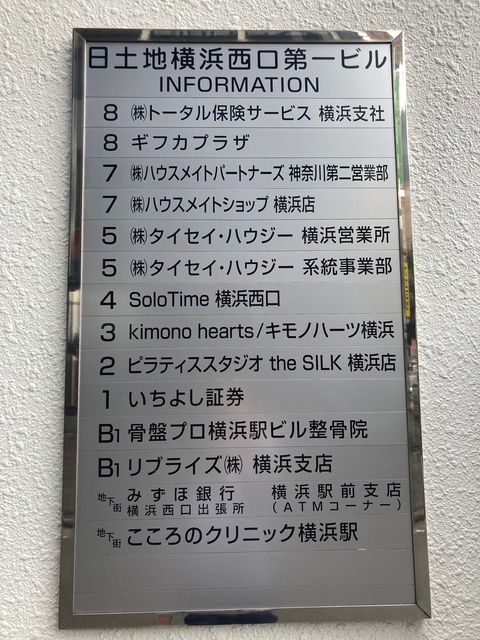 日土地横浜西口第一ビル
INFORMATION
8 ㈱トータル保険サービス 横浜支社
8 ギフカプラザ
7 ㈱ハウスメイトパートナーズ 神奈川第二営業部
7 ㈱ハウスメイトショップ 横浜店
5 ㈱タイセイ・ハウジー 横浜営業所
5 ㈱タイセイ・ハウジー 系統事業部
4 SoloTime 横浜西口
3 kimono hearts/キモノハーツ横浜
2 ピラティススタジオ the SILK 横浜店
1 いちよし証券
B1 骨盤プロ横浜駅ビル整骨院
B1 リブライズ㈱ 横浜支店
地下街 みずほ銀行 横浜駅前支店
横浜西口出張所 (ATMコーナー)
地下街 こころのクリニック横浜駅